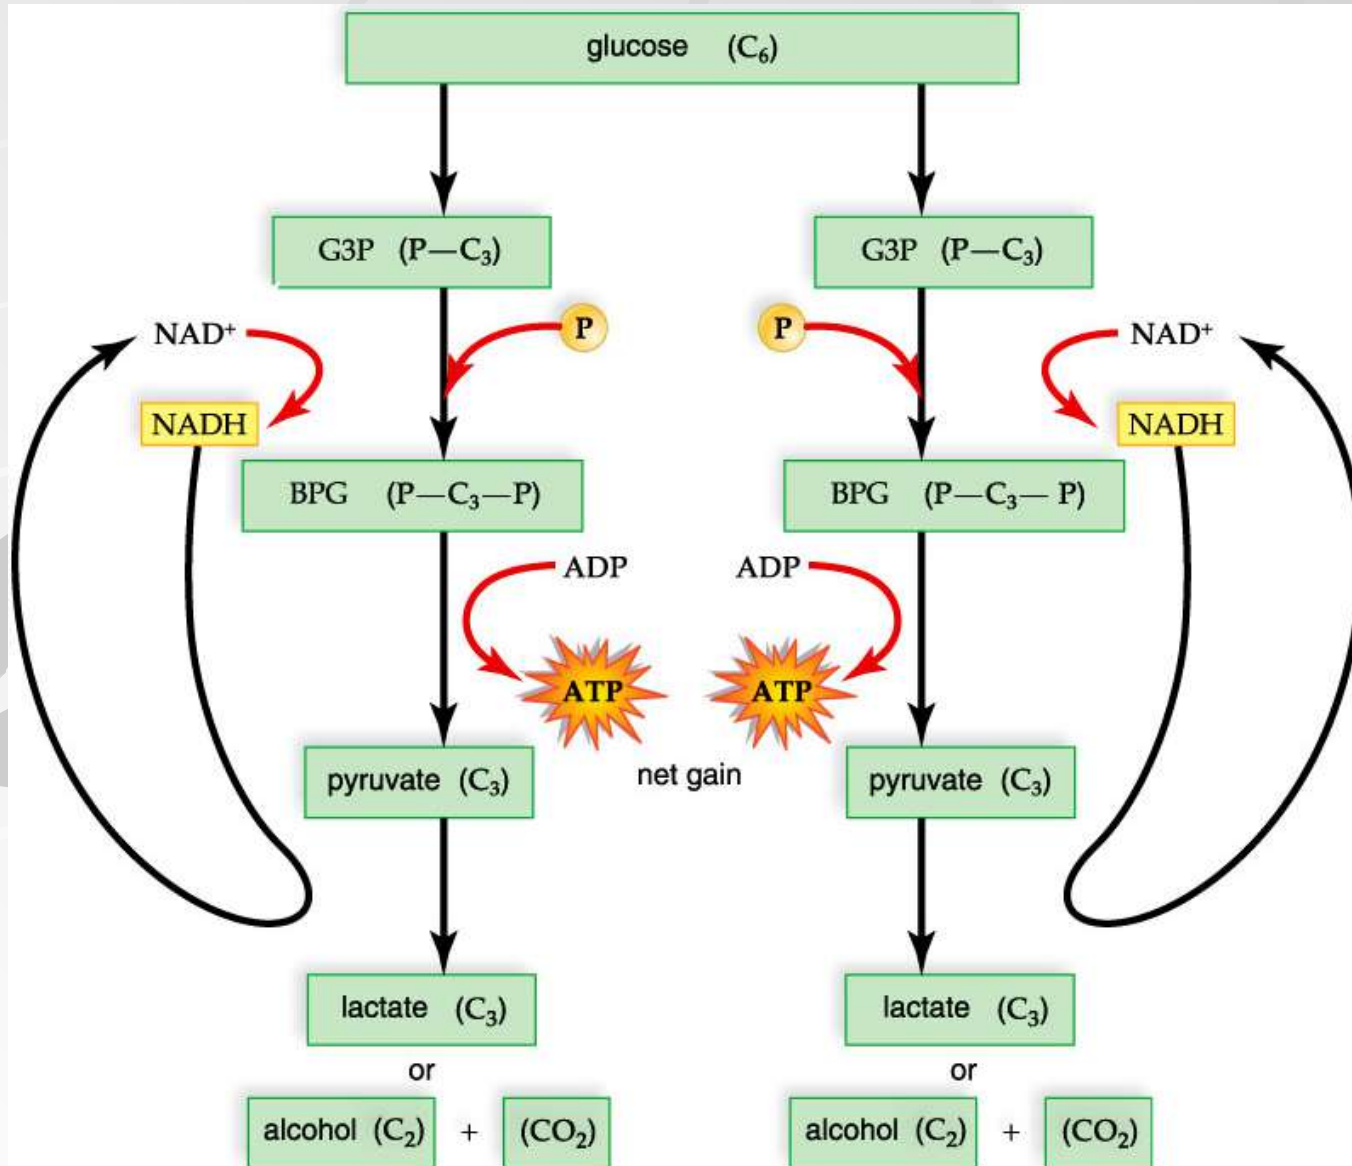 glucose (C₆)
G3P (P—C₃) G3P (P—C₃)
NAD⁺ P P NAD⁺
NADH NADH
BPG (P—C₃—P) BPG (P—C₃— P)
ADP ADP
ATP ATP
net gain
pyruvate (C₃) pyruvate (C₃)
lactate (C₃) lactate (C₃)
or or
alcohol (C₂) + (CO₂) alcohol (C₂) + (CO₂)